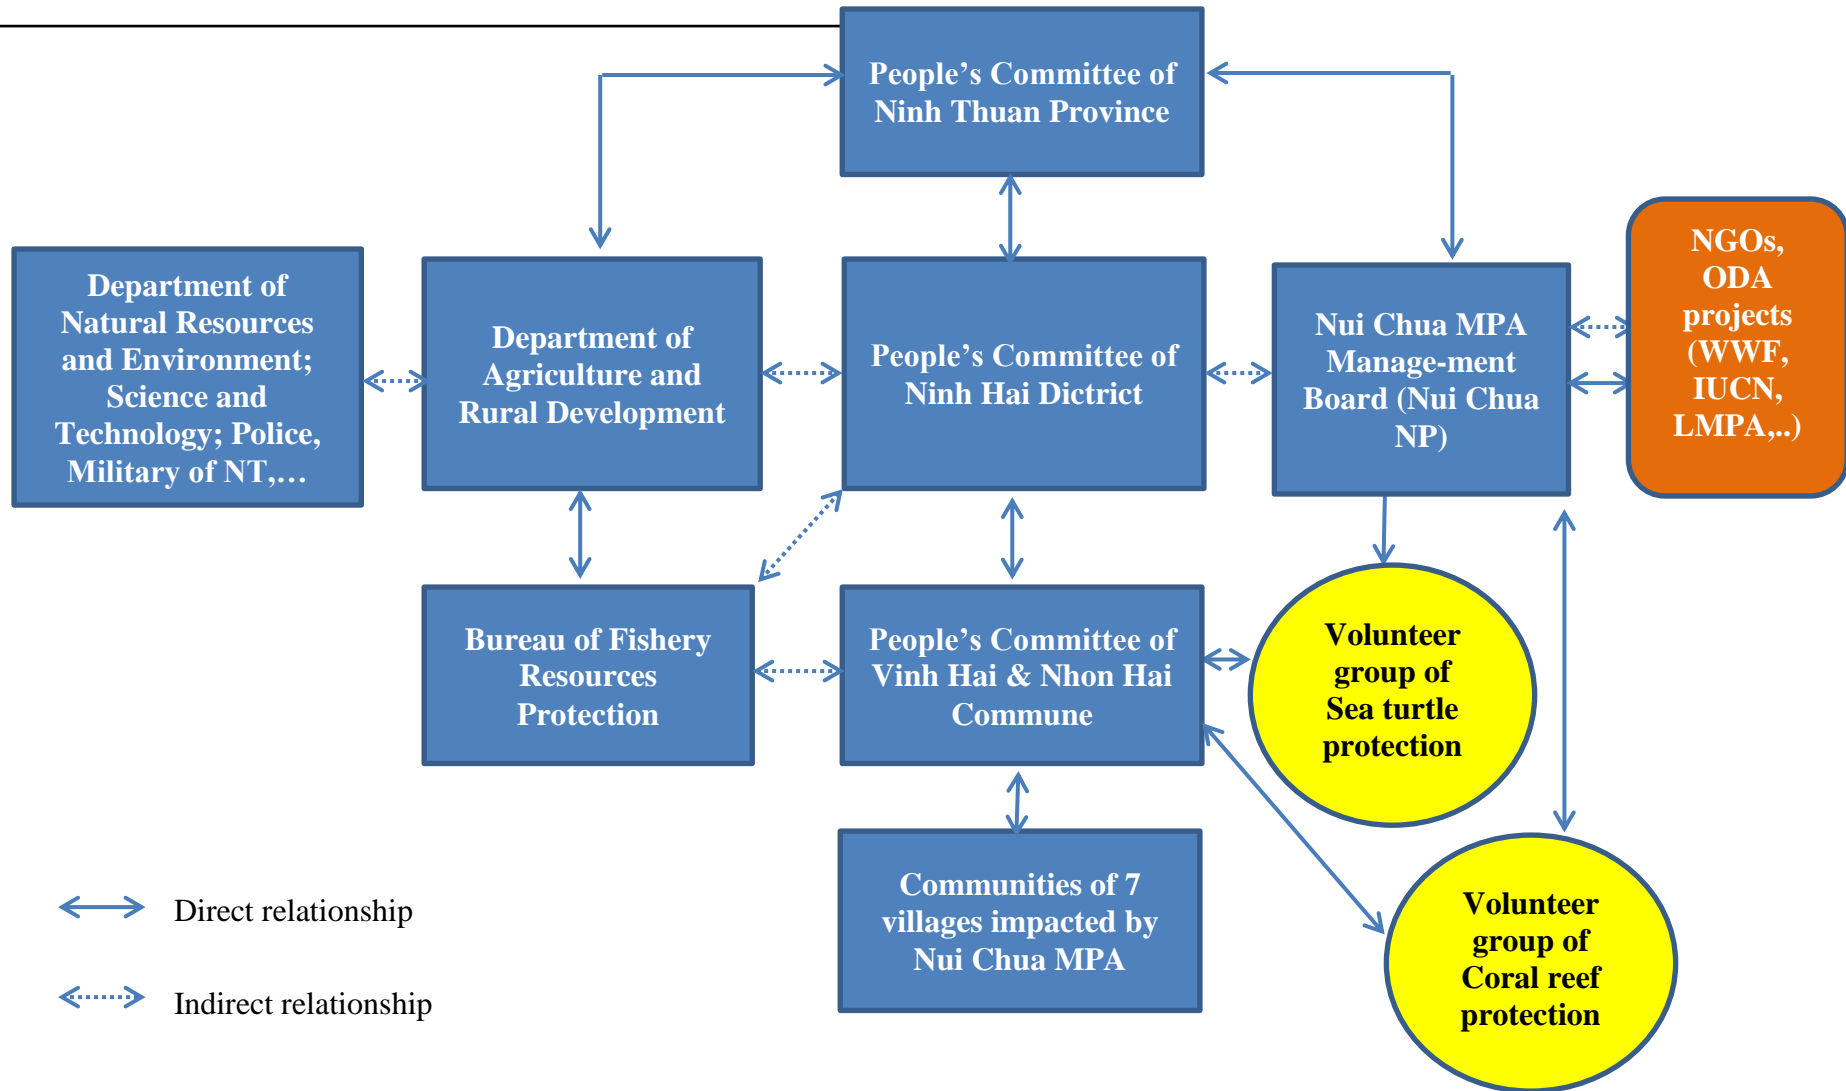 People’s Committee of
Ninh Thuan Province
Department of
Natural Resources
and Environment;
Science and
Technology; Police,
Military of NT,…
Department of
Agriculture and
Rural Development
People’s Committee of
Ninh Hai Dictrict
Nui Chua MPA
Manage-ment
Board (Nui Chua
NP)
NGOs,
ODA
projects
(WWF,
IUCN,
LMPA,..)
Bureau of Fishery
Resources
Protection
People’s Committee of
Vinh Hai & Nhon Hai
Commune
Volunteer
group of
Sea turtle
protection
Communities of 7
villages impacted by
Nui Chua MPA
Volunteer
group of
Coral reef
protection
Direct relationship
Indirect relationship